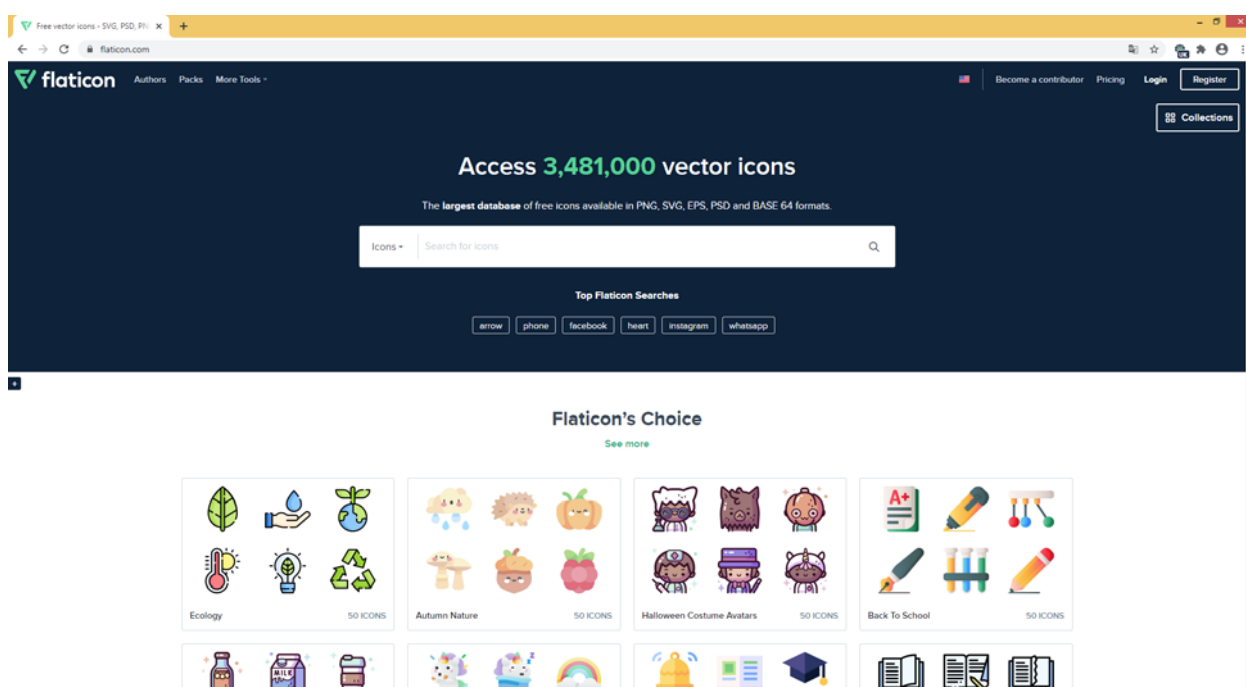 Free vector icons - SVG, PSD, PN
flaticon.com
flaticon Authors Packs More Tools Become a contributor Pricing Login Register
Collections
Access 3,481,000 vector icons
The largest database of free icons available in PNG, SVG, EPS, PSD and BASE 64 formats.
Icons Search for icons
Top Flaticon Searches
arrow phone facebook heart instagram whatsapp
Flaticon's Choice
See more
A+
Ecology 50 ICONS Autumn Nature 50 ICONS Halloween Costume Avatars 50 ICONS Back To School 50 ICONS
MILK